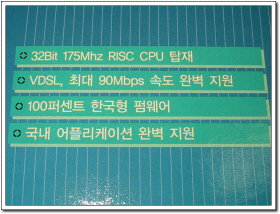 32Bit 175Mhz RISC CPU 탑재
VDSL, 최대 90Mbps 속도 완벽 지원
100퍼센트 한국형 펌웨어
국내 어플리케이션 완벽 지원